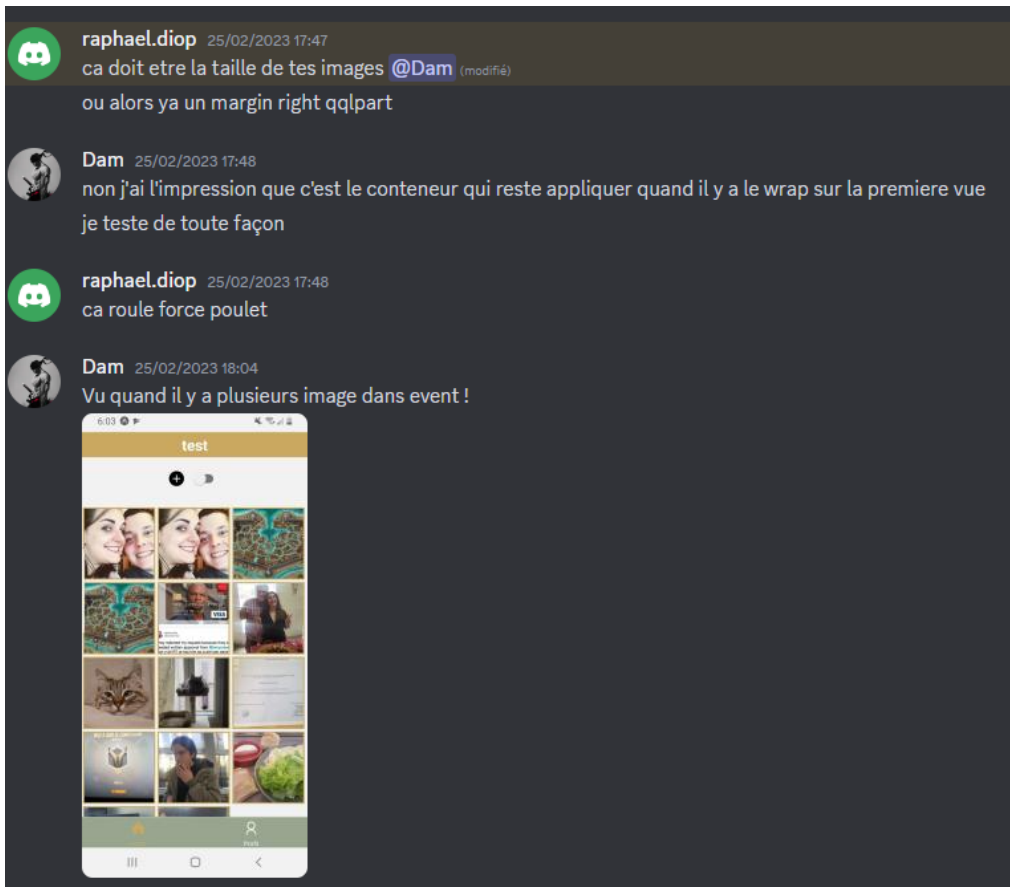 raphael.diop 25/02/2023 17:47
ca doit etre la taille de tes images @Dam (modifié)
ou alors ya un margin right qqlpart
Dam 25/02/2023 17:48
non j'ai l'impression que c'est le conteneur qui reste appliquer quand il y a le wrap sur la premiere vue
je teste de toute façon
raphael.diop 25/02/2023 17:48
ca roule force poulet
Dam 25/02/2023 18:04
Vu quand il y a plusieurs image dans event !
6:03
test
VISA